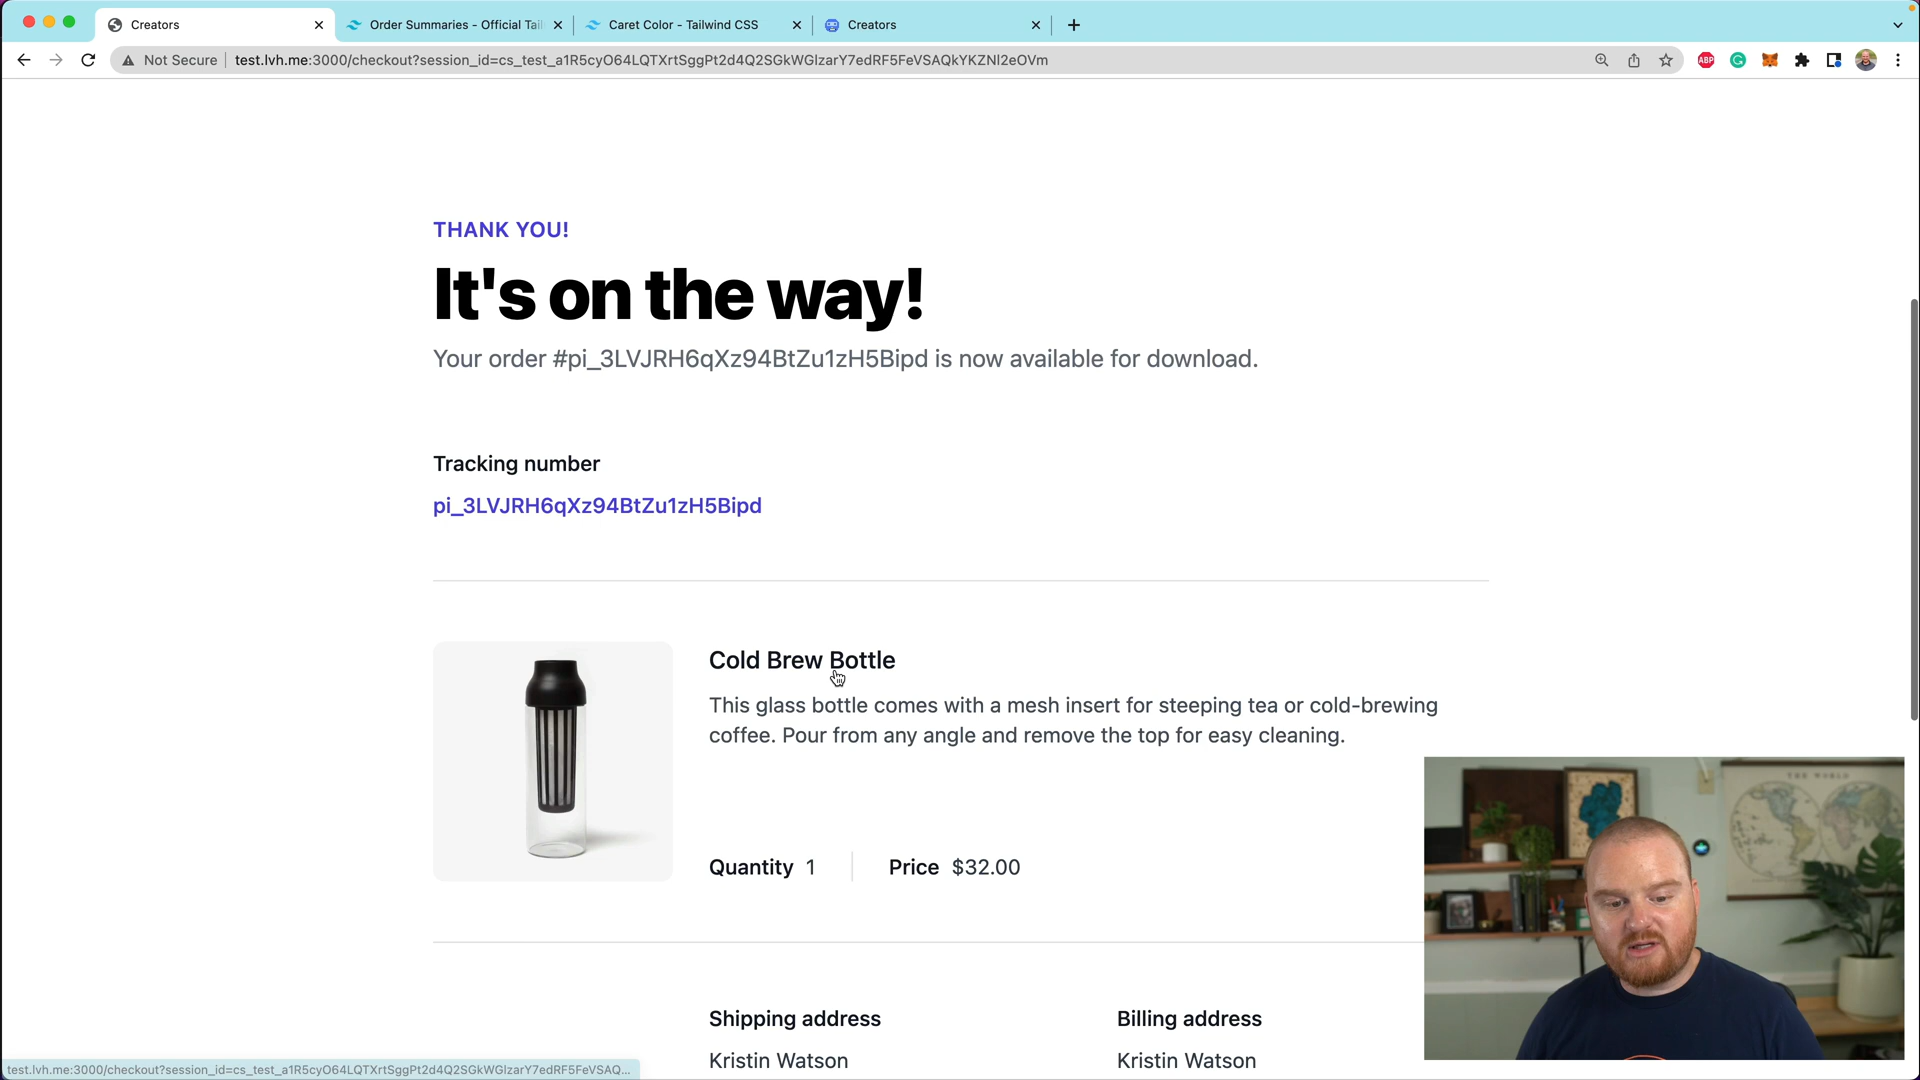 Creators
Order Summaries - Official Tail
Caret Color - Tailwind CSS
Creators
Not Secure
test.lvh.me:3000/checkout?session_id=cs_test_a1R5cyO64LQTXrtSggPt2d4Q2SGkWGlzarY7edRF5FeVSAQkYKZNl2eOVm
ABP
THANK YOU!
It's on the way!
Your order #pi_3LVJRH6qXz94BtZu1zH5Bipd is now available for download.
Tracking number
pi_3LVJRH6qXz94BtZu1zH5Bipd
Cold Brew Bottle
This glass bottle comes with a mesh insert for steeping tea or cold-brewing
coffee. Pour from any angle and remove the top for easy cleaning.
Quantity 1
Price $32.00
THE WORLD
Shipping address
Billing address
Kristin Watson
Kristin Watson
test.lvh.me:3000/checkout?session_id=cs_test_a1R5cyO64LQTXrtSggPt2d4Q2SGkWGlzarY7edRF5FeVSAQ...